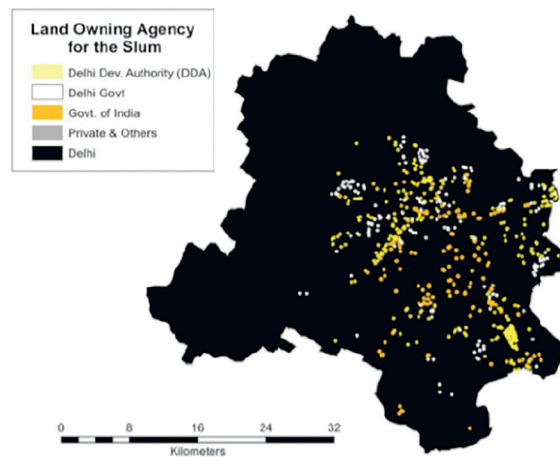 Land Owning Agency
for the Slum
Delhi Dev. Authority (DDA)
Delhi Govt
Govt. of India
Private & Others
Delhi
0 8 16 24 32
Kilometers